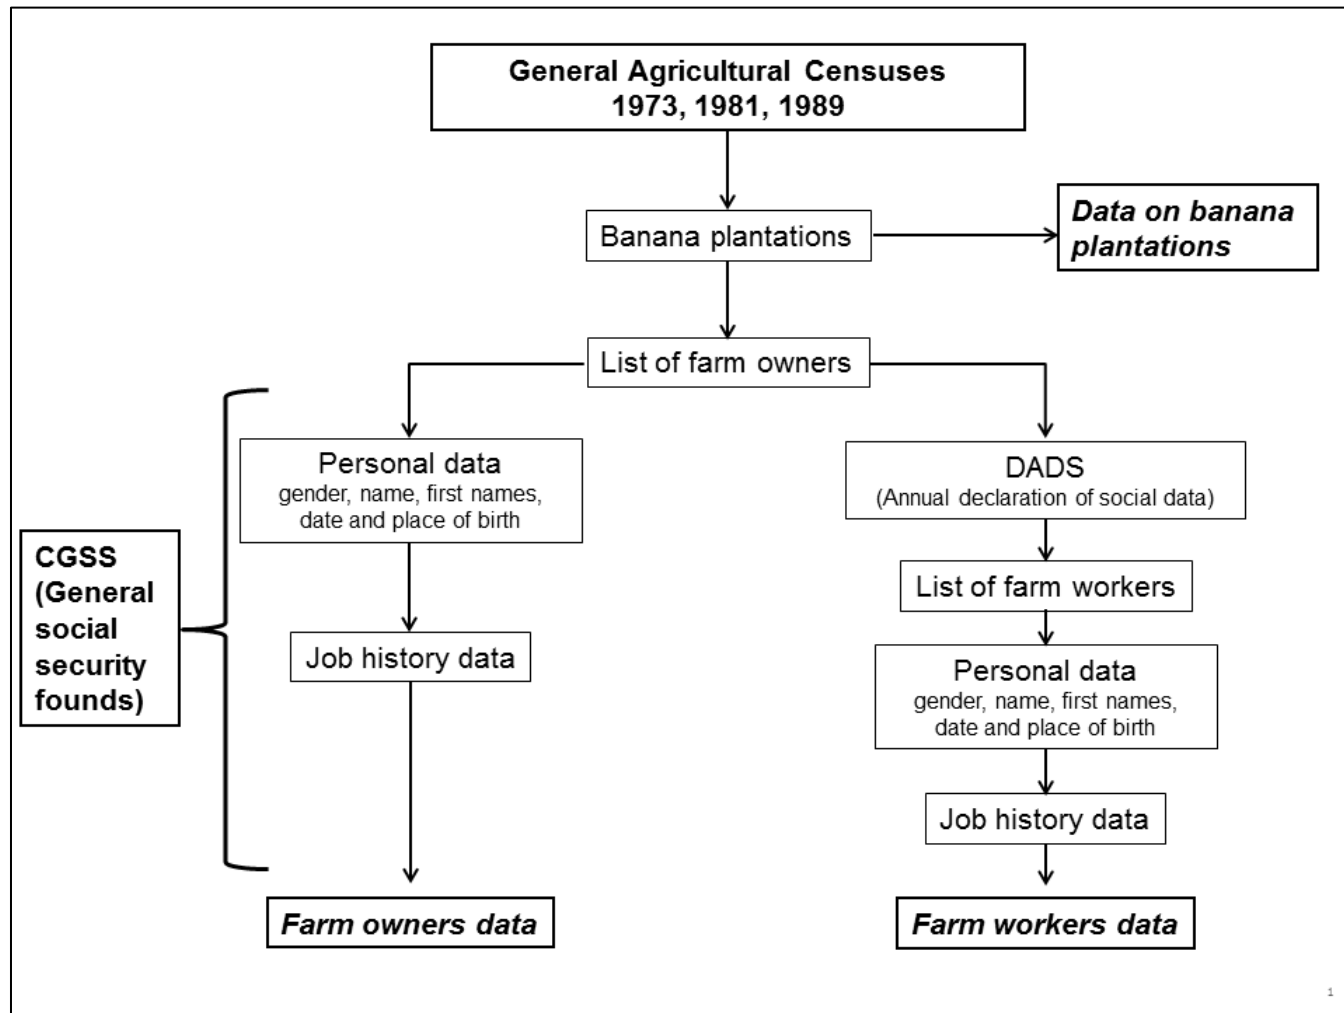 General Agricultural Censuses
1973, 1981, 1989
Banana plantations
Data on banana
plantations
List of farm owners
Personal data
gender, name, first names,
date and place of birth
DADS
(Annual declaration of social data)
CGSS
(General
social
security
founds)
List of farm workers
Job history data
Personal data
gender, name, first names,
date and place of birth
Job history data
Farm owners data
Farm workers data
1